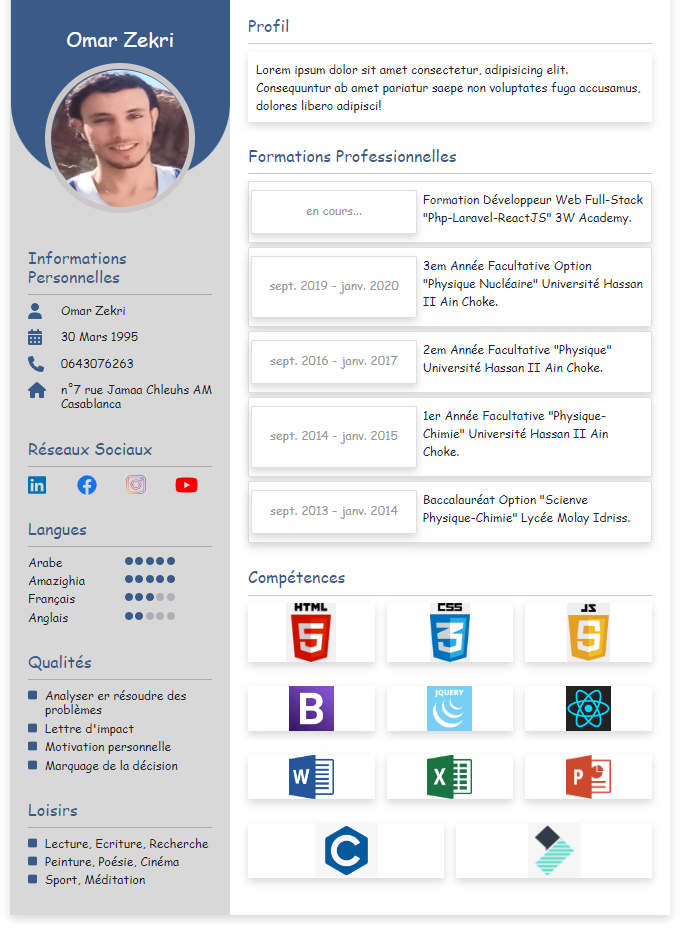 Omar Zekri
Informations
Personnelles
Omar Zekri
30 Mars 1995
0643076263
n°7 rue Jamaa Chleuhs AM
Casablanca
Réseaux Sociaux
in
Langues
Arabe
Amazighia
Français
Anglais
Qualités
Analyser er résoudre des
problèmes
Lettre d'impact
Motivation personnelle
Marquage de la décision
Loisirs
Lecture, Ecriture, Recherche
Peinture, Poésie, Cinéma
Sport, Méditation
Profil
Lorem ipsum dolor sit amet consectetur, adipisicing elit.
Consequuntur ab amet pariatur saepe non voluptates fuga accusamus,
dolores libero adipisci!
Formations Professionnelles
en cours...
Formation Développeur Web Full-Stack
"Php-Laravel-ReactJS" 3W Academy.
sept. 2019 - janv. 2020
3em Année Facultative Option
"Physique Nucléaire" Université Hassan
II Ain Choke.
sept. 2016 - janv. 2017
2em Année Facultative "Physique"
Université Hassan II Ain Choke.
sept. 2014 - janv. 2015
1er Année Facultative "Physique-
Chimie" Université Hassan II Ain
Choke.
sept. 2013 - janv. 2014
Baccalauréat Option "Scienve
Physique-Chimie" Lycée Molay Idriss.
Compétences
HTML
5
CSS
3
JS
5
B
JQUERY
W
X
P
C